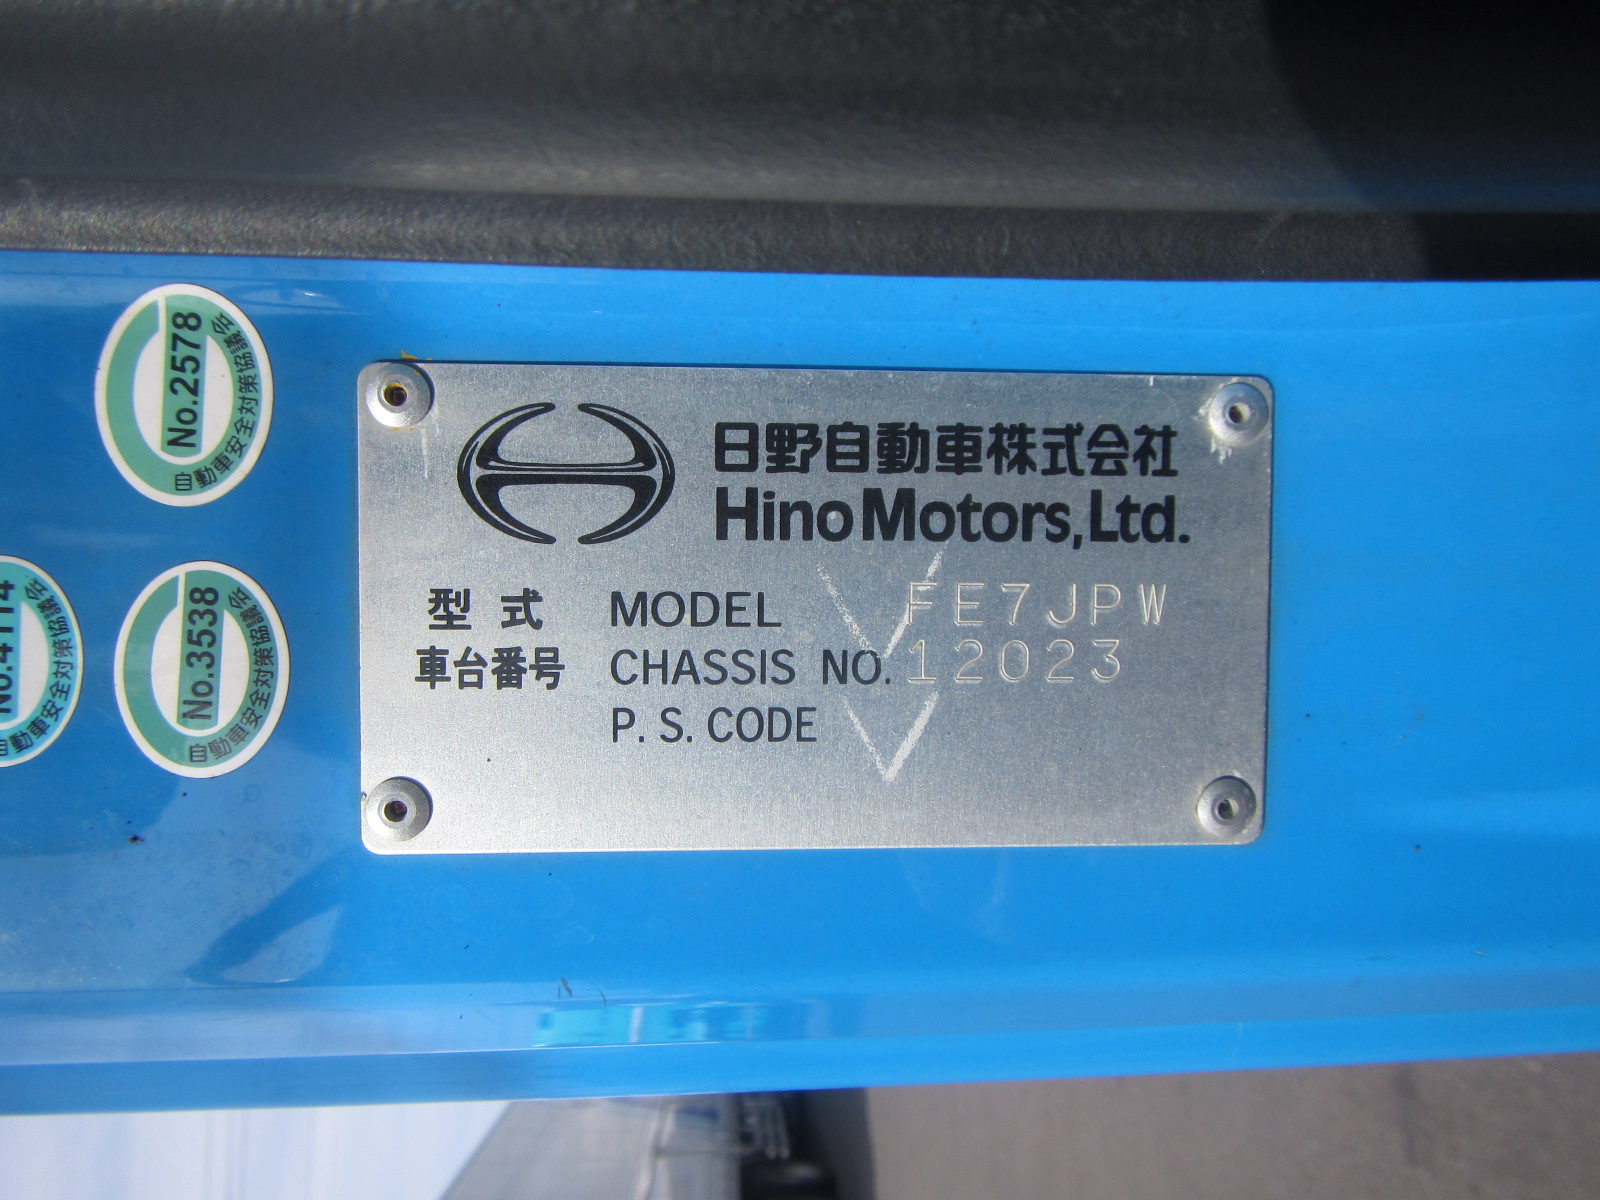 No.2578
自動車安全対策協議会
No.4114
自動車安全対策協議会
No.3538
自動車安全対策協議会
日野自動車株式会社
Hino Motors, Ltd.
型式 MODEL FE7JPW
車台番号 CHASSIS NO. 12023
P. S. CODE